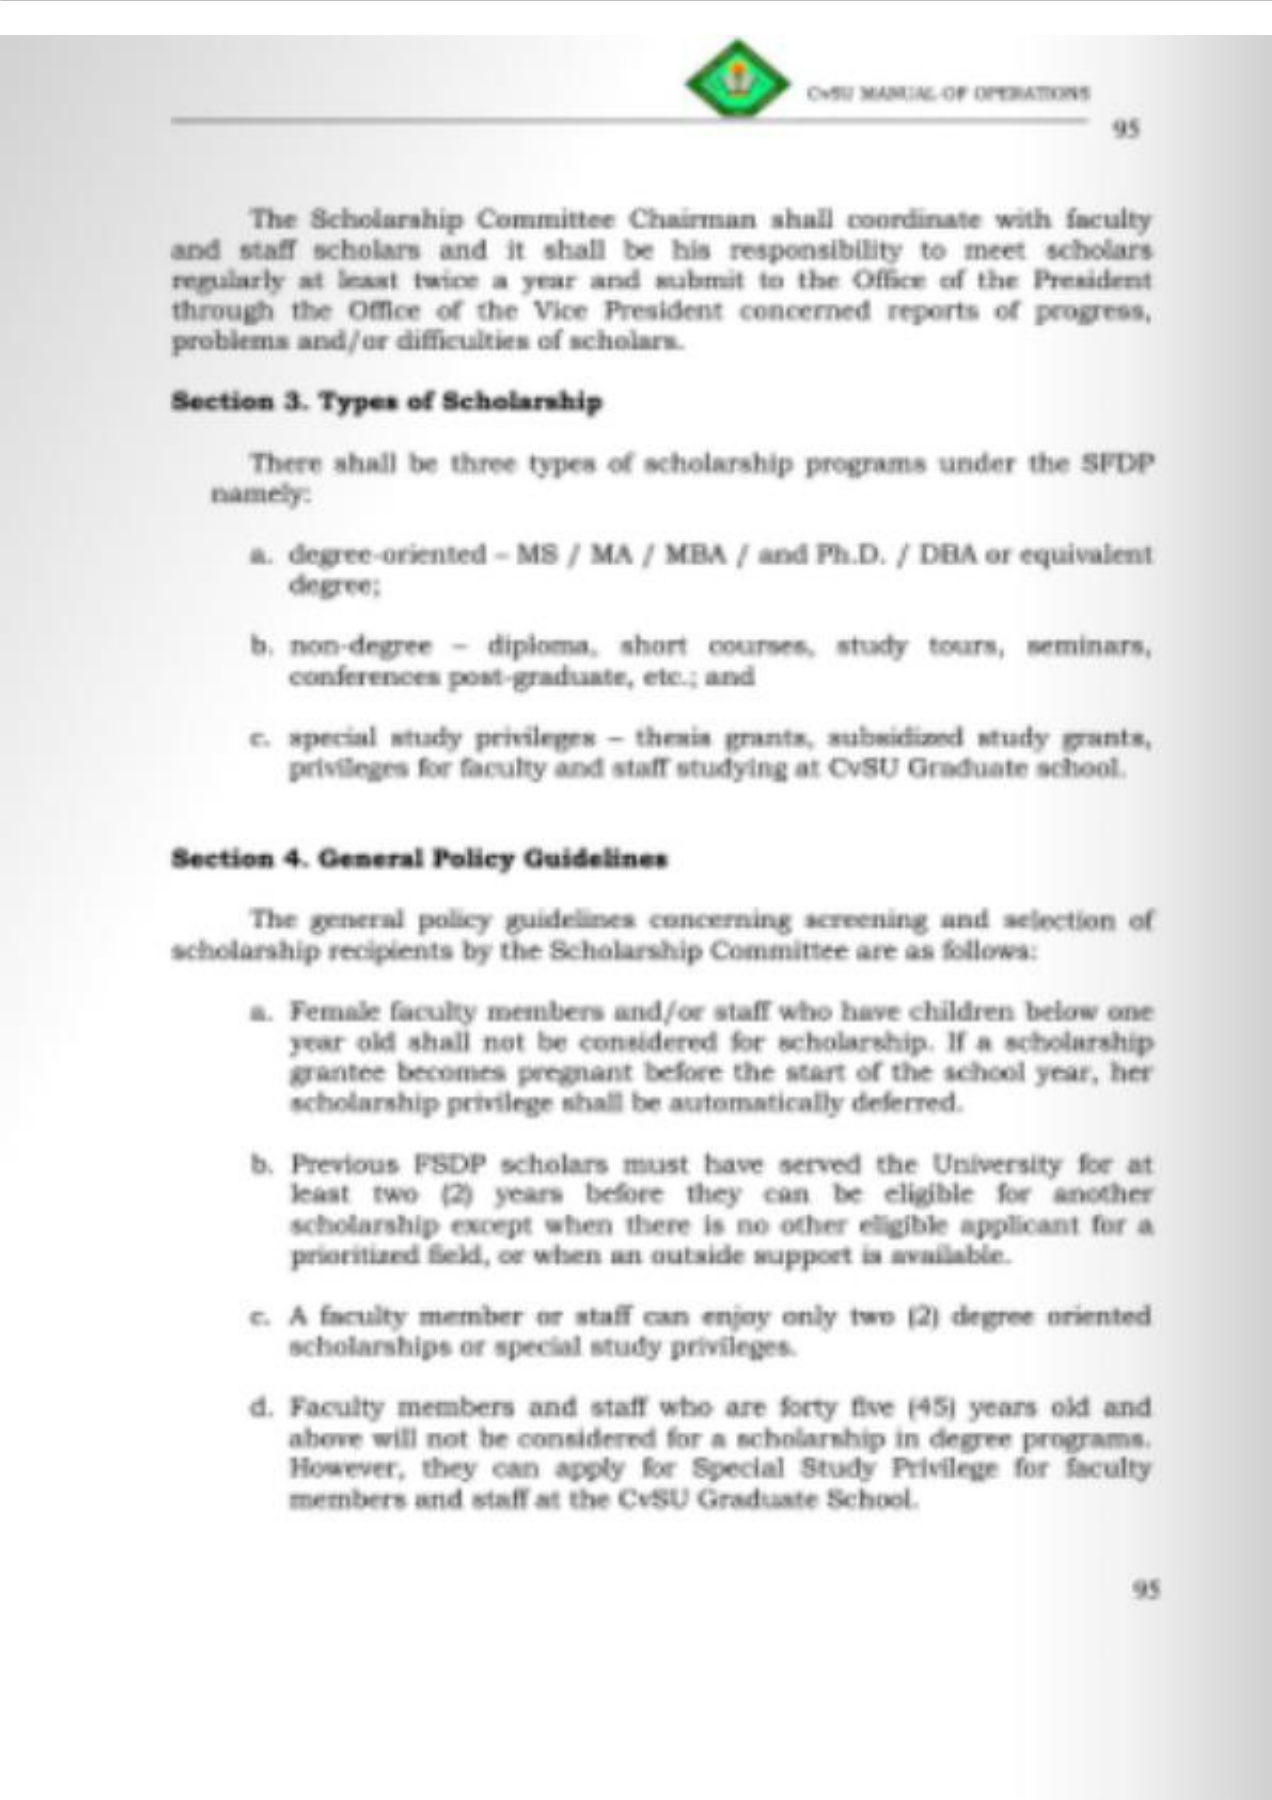 CvSU MANUAL OF OPERATIONS
95
The Scholarship Committee Chairman shall coordinate with faculty
and staff scholars and it shall be his responsibility to meet scholars
regularly at least twice a year and submit to the Office of the President
through the Office of the Vice President concerned reports of progress,
problems and/or difficulties of scholars.
Section 3. Types of Scholarship
There shall be three types of scholarship programs under the SFDP
namely:
a. degree-oriented – MS / MA / MBA / and Ph.D. / DBA or equivalent
degree;
b. non-degree – diploma, short courses, study tours, seminars,
conferences post-graduate, etc.; and
c. special study privileges – thesis grants, subsidized study grants,
privileges for faculty and staff studying at CvSU Graduate school.
Section 4. General Policy Guidelines
The general policy guidelines concerning screening and selection of
scholarship recipients by the Scholarship Committee are as follows:
a. Female faculty members and/or staff who have children below one
year old shall not be considered for scholarship. If a scholarship
grantee becomes pregnant before the start of the school year, her
scholarship privilege shall be automatically deferred.
b. Previous FSDP scholars must have served the University for at
least two (2) years before they can be eligible for another
scholarship except when there is no other eligible applicant for a
prioritized field, or when an outside support is available.
c. A faculty member or staff can enjoy only two (2) degree oriented
scholarships or special study privileges.
d. Faculty members and staff who are forty five (45) years old and
above will not be considered for a scholarship in degree programs.
However, they can apply for Special Study Privilege for faculty
members and staff at the CvSU Graduate School.
95